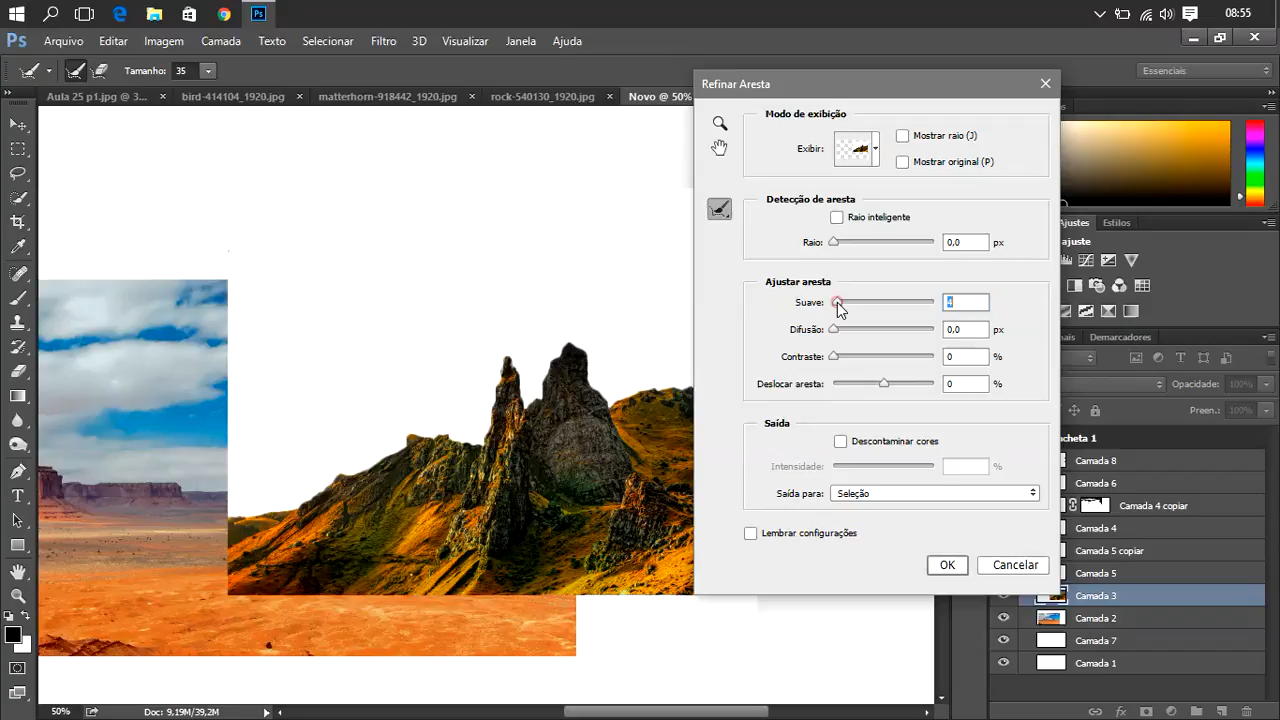 08:55
Ps Arquivo Editar Imagem Camada Texto Selecionar Filtro 3D Visualizar Janela Ajuda
Tamanho: 35 Essenciais
Aula 25 p1.jpg @ 3... × bird-414104_1920.jpg × matterhorn-918442_1920.jpg × rock-540130_1920.jpg × Novo @ 50%
Refinar Aresta
Modo de exibição
Exibir: Mostrar raio (J)
Mostrar original (P)
Detecção de aresta
Raio inteligente
Raio: 0,0 px
Ajustar aresta
Suave: 4
Difusão: 0,0 px
Contraste: 0 %
Deslocar aresta: 0 %
Saída
Descontaminar cores
Intensidade: %
Saída para: Seleção
Lembrar configurações
OK Cancelar
Ajustes Estilos
ajuste
Demarcadores
Opacidade: 100%
Preen.: 100%
ucheta 1
Camada 8
Camada 6
Camada 4 copiar
Camada 4
Camada 5 copiar
Camada 5
Camada 3
Camada 2
Camada 7
Camada 1
50% Doc: 9,19M/39,2M